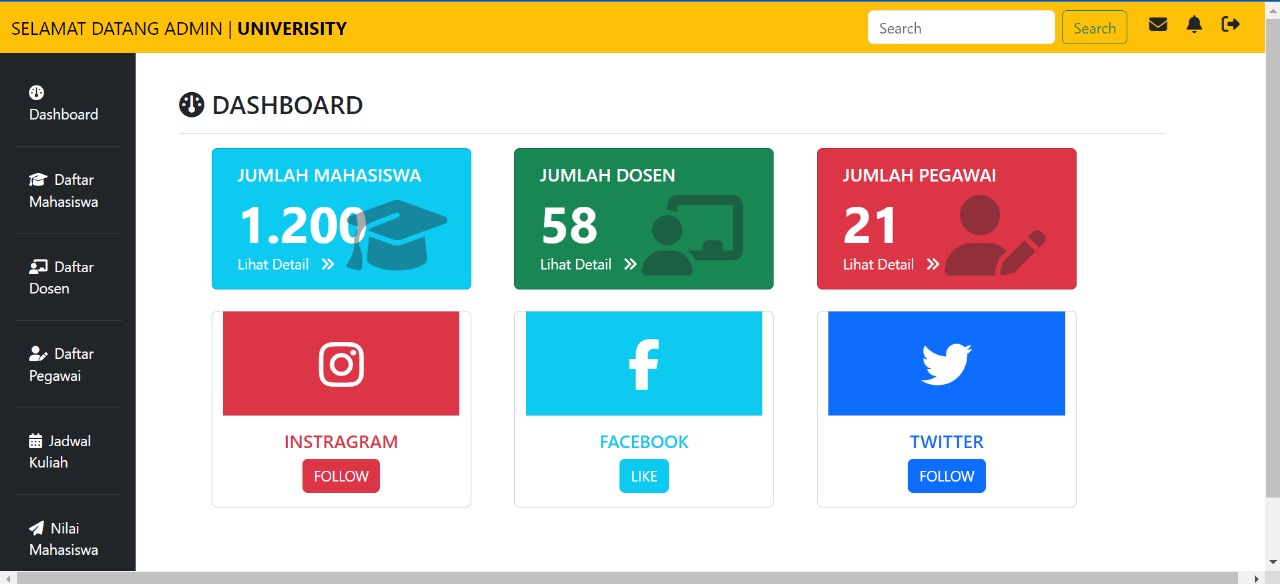 SELAMAT DATANG ADMIN | UNIVERISITY
Search
Search
Dashboard
Daftar
Mahasiswa
Daftar
Dosen
Daftar
Pegawai
Jadwal
Kuliah
Nilai
Mahasiswa
DASHBOARD
JUMLAH MAHASISWA
1.200
Lihat Detail
JUMLAH DOSEN
58
Lihat Detail
JUMLAH PEGAWAI
21
Lihat Detail
INSTRAGRAM
FOLLOW
FACEBOOK
LIKE
TWITTER
FOLLOW